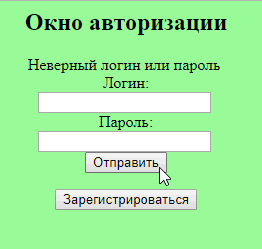 Окно авторизации
Неверный логин или пароль
Логин:
Пароль:
Отправить
Зарегистрироваться